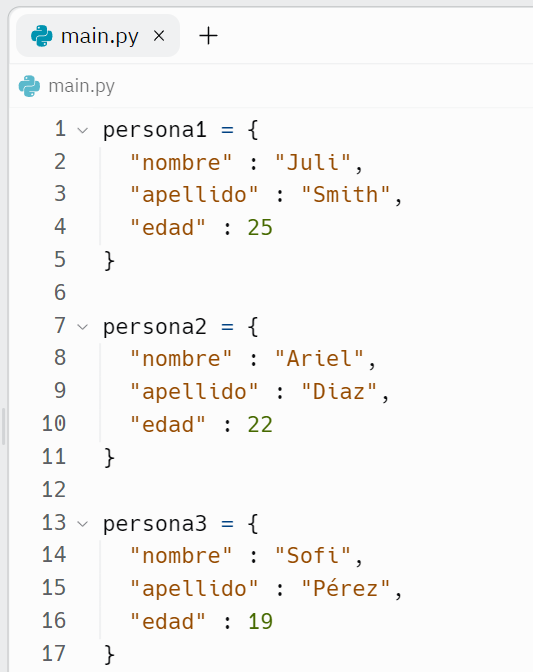 main.py × +
main.py
1 persona1 = {
2 "nombre" : "Juli",
3 "apellido" : "Smith",
4 "edad" : 25
5 }
6
7 persona2 = {
8 "nombre" : "Ariel",
9 "apellido" : "Diaz",
10 "edad" : 22
11 }
12
13 persona3 = {
14 "nombre" : "Sofi",
15 "apellido" : "Pérez",
16 "edad" : 19
17 }